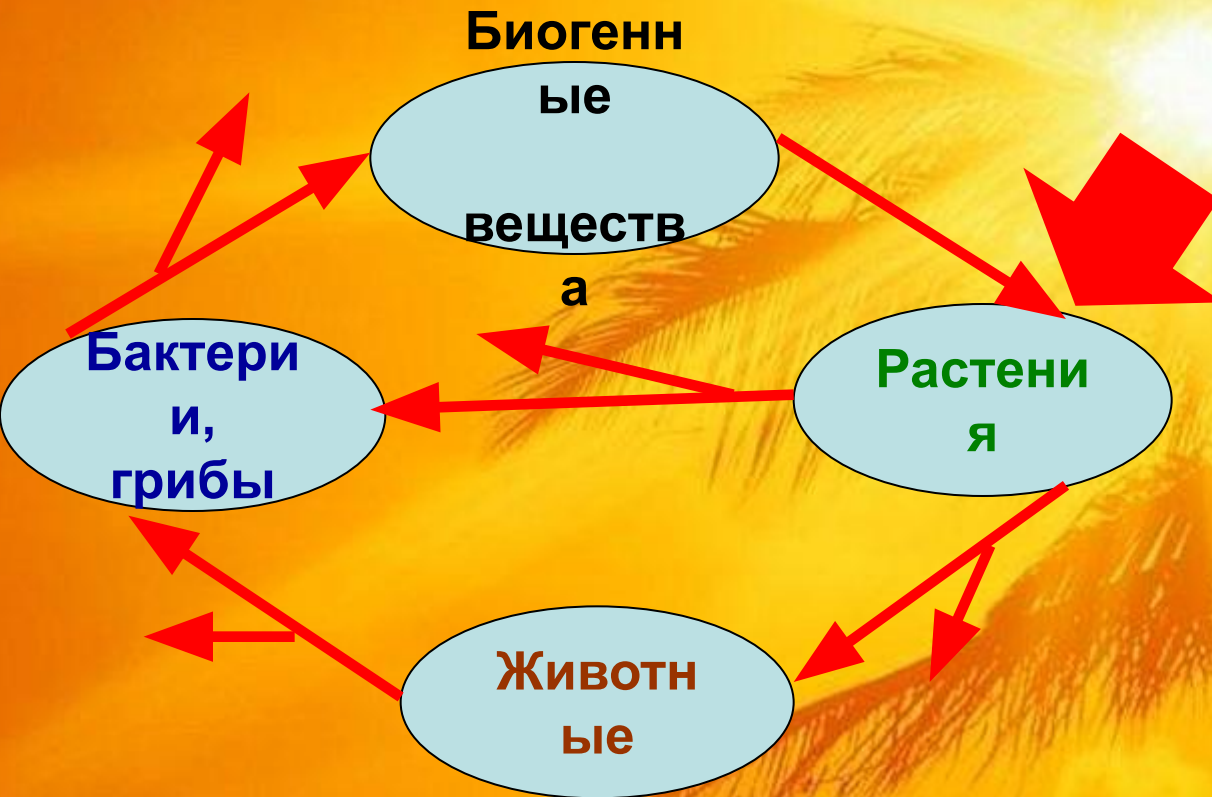 Биогенн
ые
веществ
а
Бактери
и,
грибы
Растени
я
Животн
ые